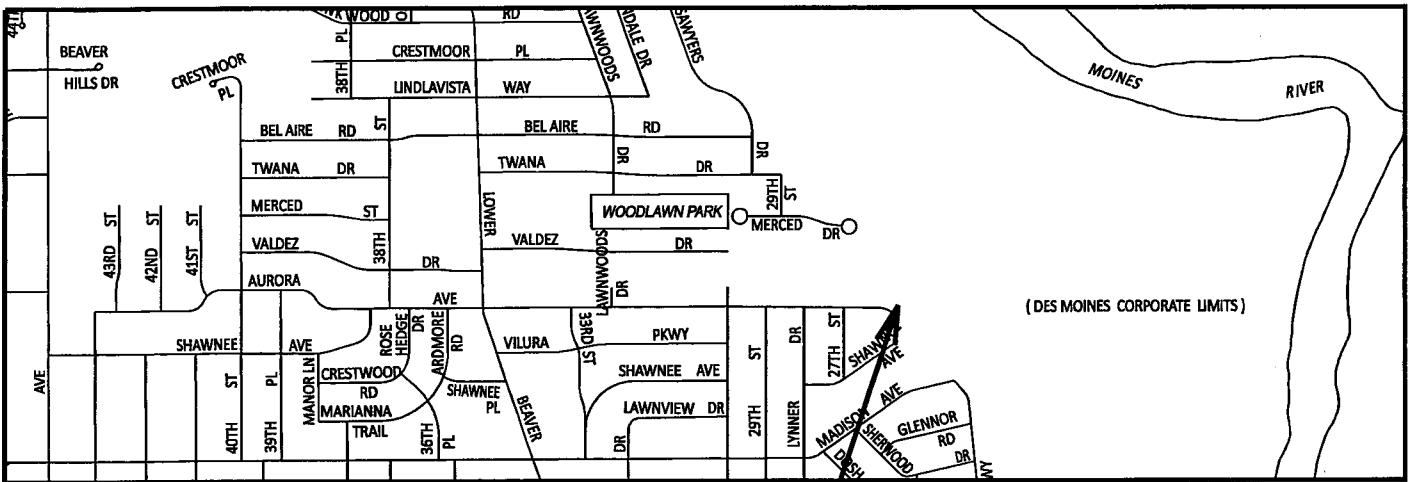 44TH
WOOD
RD
BEAVER
HILLS DR
CRESTMOOR
PL
38TH
PL
CRESTMOOR PL
LINDLAVISTA WAY
SAWYERS
DR
MOINES
RIVER
BEL AIRE RD
ST
BEL AIRE RD
TWANA DR
TWANA DR
DR
29TH
ST
MERCED ST
38TH
LOWER
WOODLAWN PARK
MERCED
DR
43RD ST
42ND ST
41ST ST
VALDEZ
DR
VALDEZ DR
LAWNWOODS
DR
AURORA
AVE
(DES MOINES CORPORATE LIMITS)
SHAWNEE AVE
ROSE
HEDGE
DR
ARDMORE
RD
VILURA PKWY
33RD
ST
29TH ST
LYNNER DR
27TH ST
AVE
AVE
40TH ST
39TH PL
MANOR LN
CRESTWOOD
RD
MARIANNA
TRAIL
36TH PL
SHAWNEE
PL
BEAVER
SHAWNEE AVE
LAWNVIEW DR
DR
MADISON AVE
SHERWOOD
GLENNOR
RD
DR